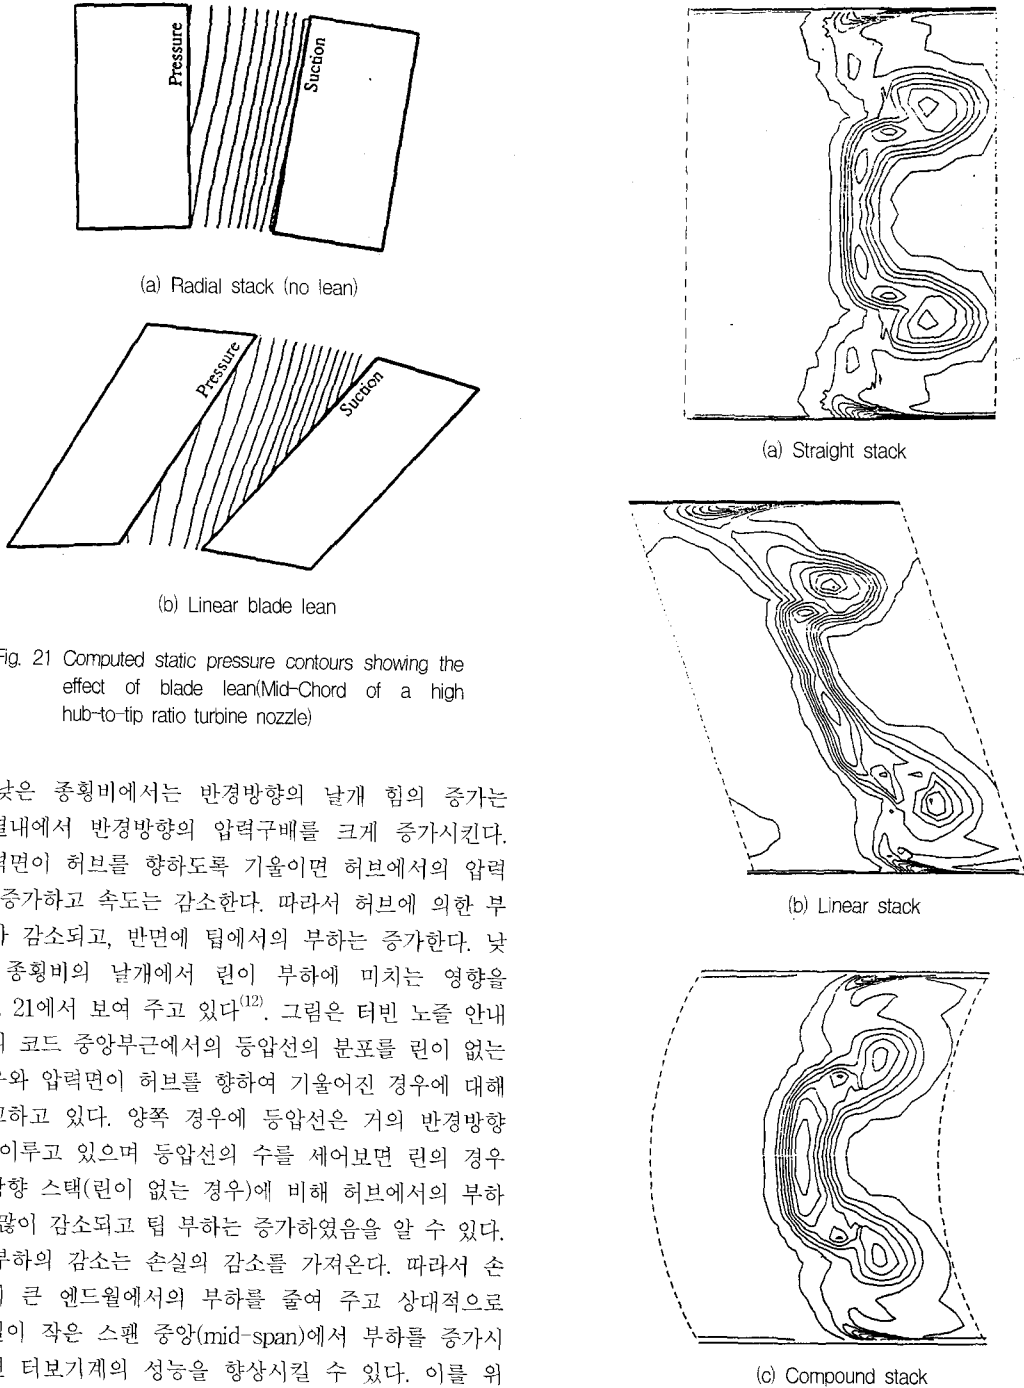 Pressure
Suction
(a) Radial stack (no lean)
Pressure
Suction
(b) Linear blade lean
Fig. 21 Computed static pressure contours showing the
effect of blade lean(Mid-Chord of a high
hub-to-tip ratio turbine nozzle)
낮은 종횡비에서는 반경방향의 날개 힘의 증가는
반경방향의 압력구배를 크게 증가시킨다.
허브를 향하도록 기울이면 허브에서의 압력
증가하고 속도는 감소한다. 따라서 허브에 의한 부
감소되고, 반면에 팁에서의 부하는 증가한다. 낮
종횡비의 날개에서 린이 부하에 미치는 영향을
21에서 보여 주고 있다(12). 그림은 터빈 노즐 안내
코드 중앙부근에서의 등압선의 분포를 린이 없는
압력면이 허브를 향하여 기울어진 경우에 대해
있다. 양쪽 경우에 등압선은 거의 반경방향
이루고 있으며 등압선의 수를 세어보면 린의 경우
스택(린이 없는 경우)에 비해 허브에서의 부하
많이 감소되고 팁 부하는 증가하였음을 알 수 있다.
부하의 감소는 손실의 감소를 가져온다. 따라서 손
큰 엔드월에서의 부하를 줄여 주고 상대적으로
작은 스팬 중앙(mid-span)에서 부하를 증가시
터보기계의 성능을 향상시킬 수 있다. 이를 위
(a) Straight stack
(b) Linear stack
(c) Compound stack